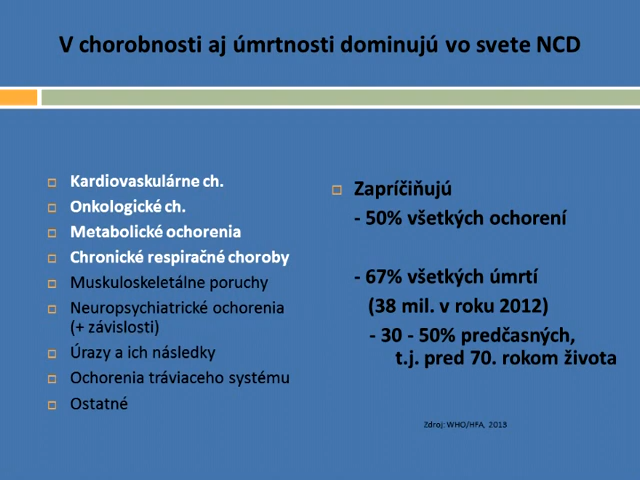 V chorobnosti aj úmrtnosti dominujú vo svete NCD
Kardiovaskulárne ch.
Onkologické ch.
Metabolické ochorenia
Chronické respiračné choroby
Muskuloskeletálne poruchy
Neuropsychiatrické ochorenia
(+ závislosti)
Úrazy a ich následky
Ochorenia tráviaceho systému
Ostatné
Zapríčiňujú
- 50% všetkých ochorení
- 67% všetkých úmrtí
(38 mil. v roku 2012)
- 30 - 50% predčasných,
t.j. pred 70. rokom života
Zdroj: WHO/HFA, 2013